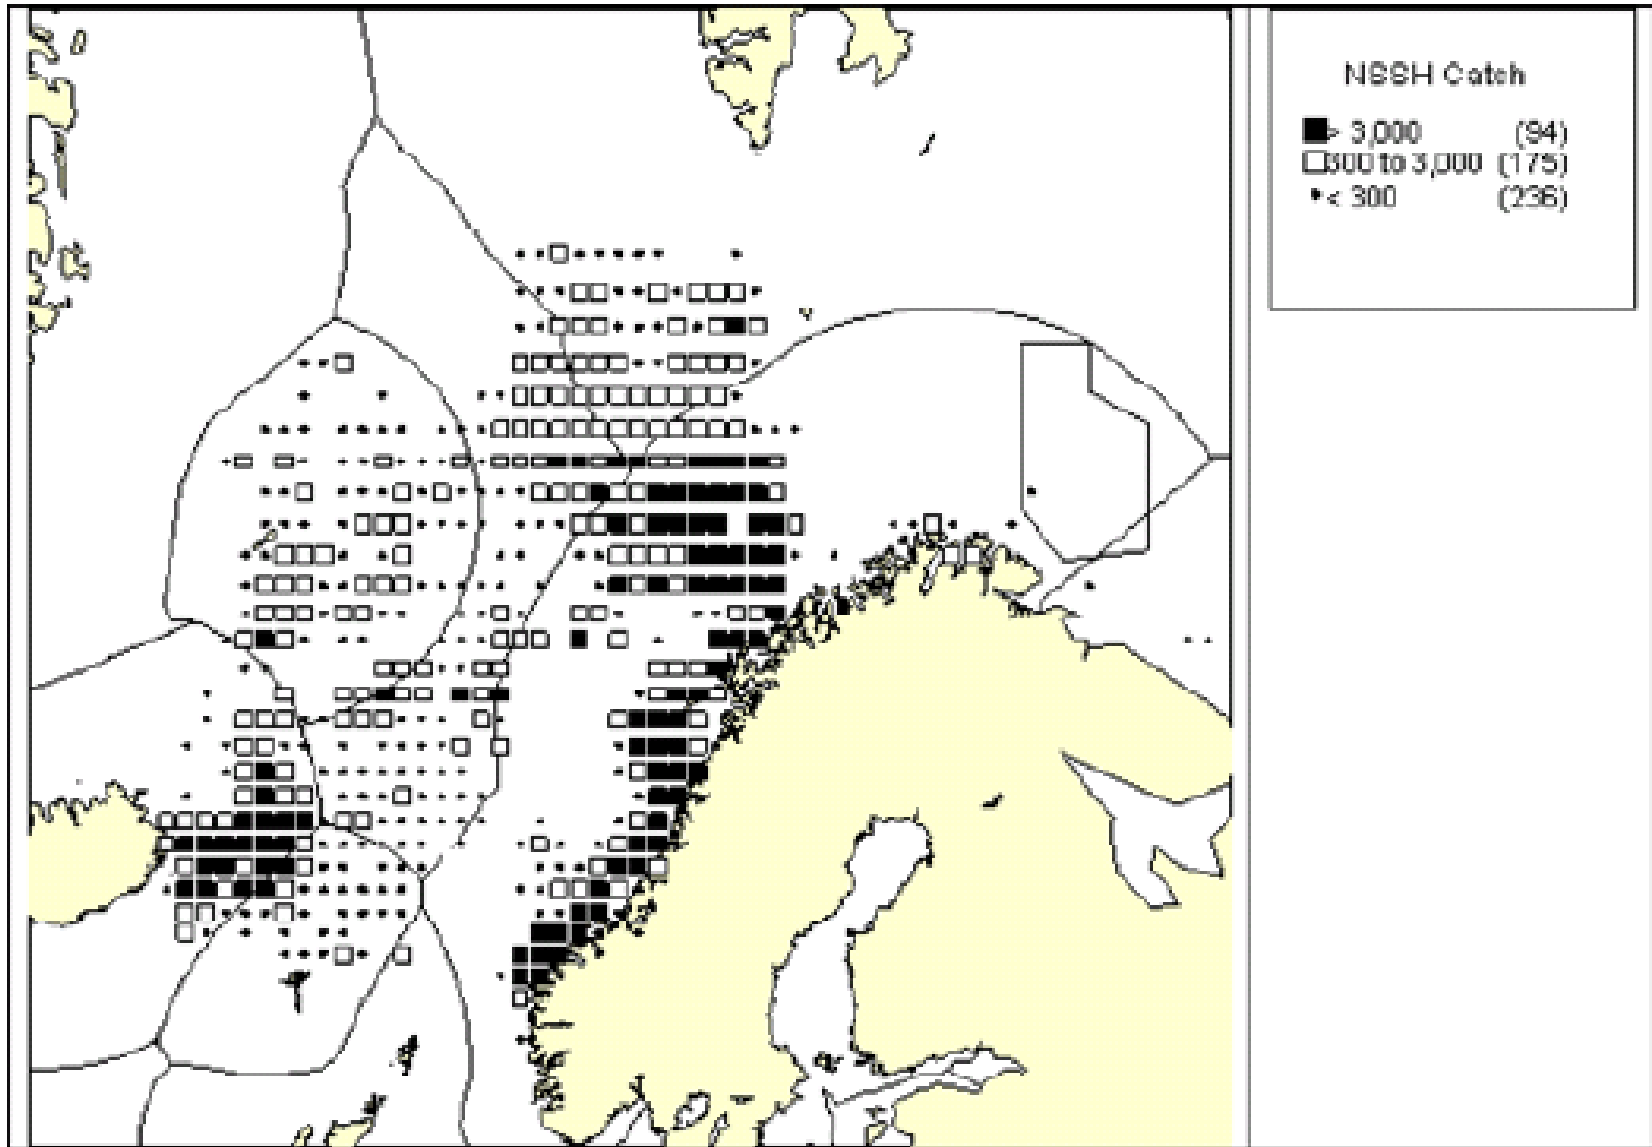 NSSH Catch
> 3,000 (94)
300 to 3,000 (175)
< 300 (236)